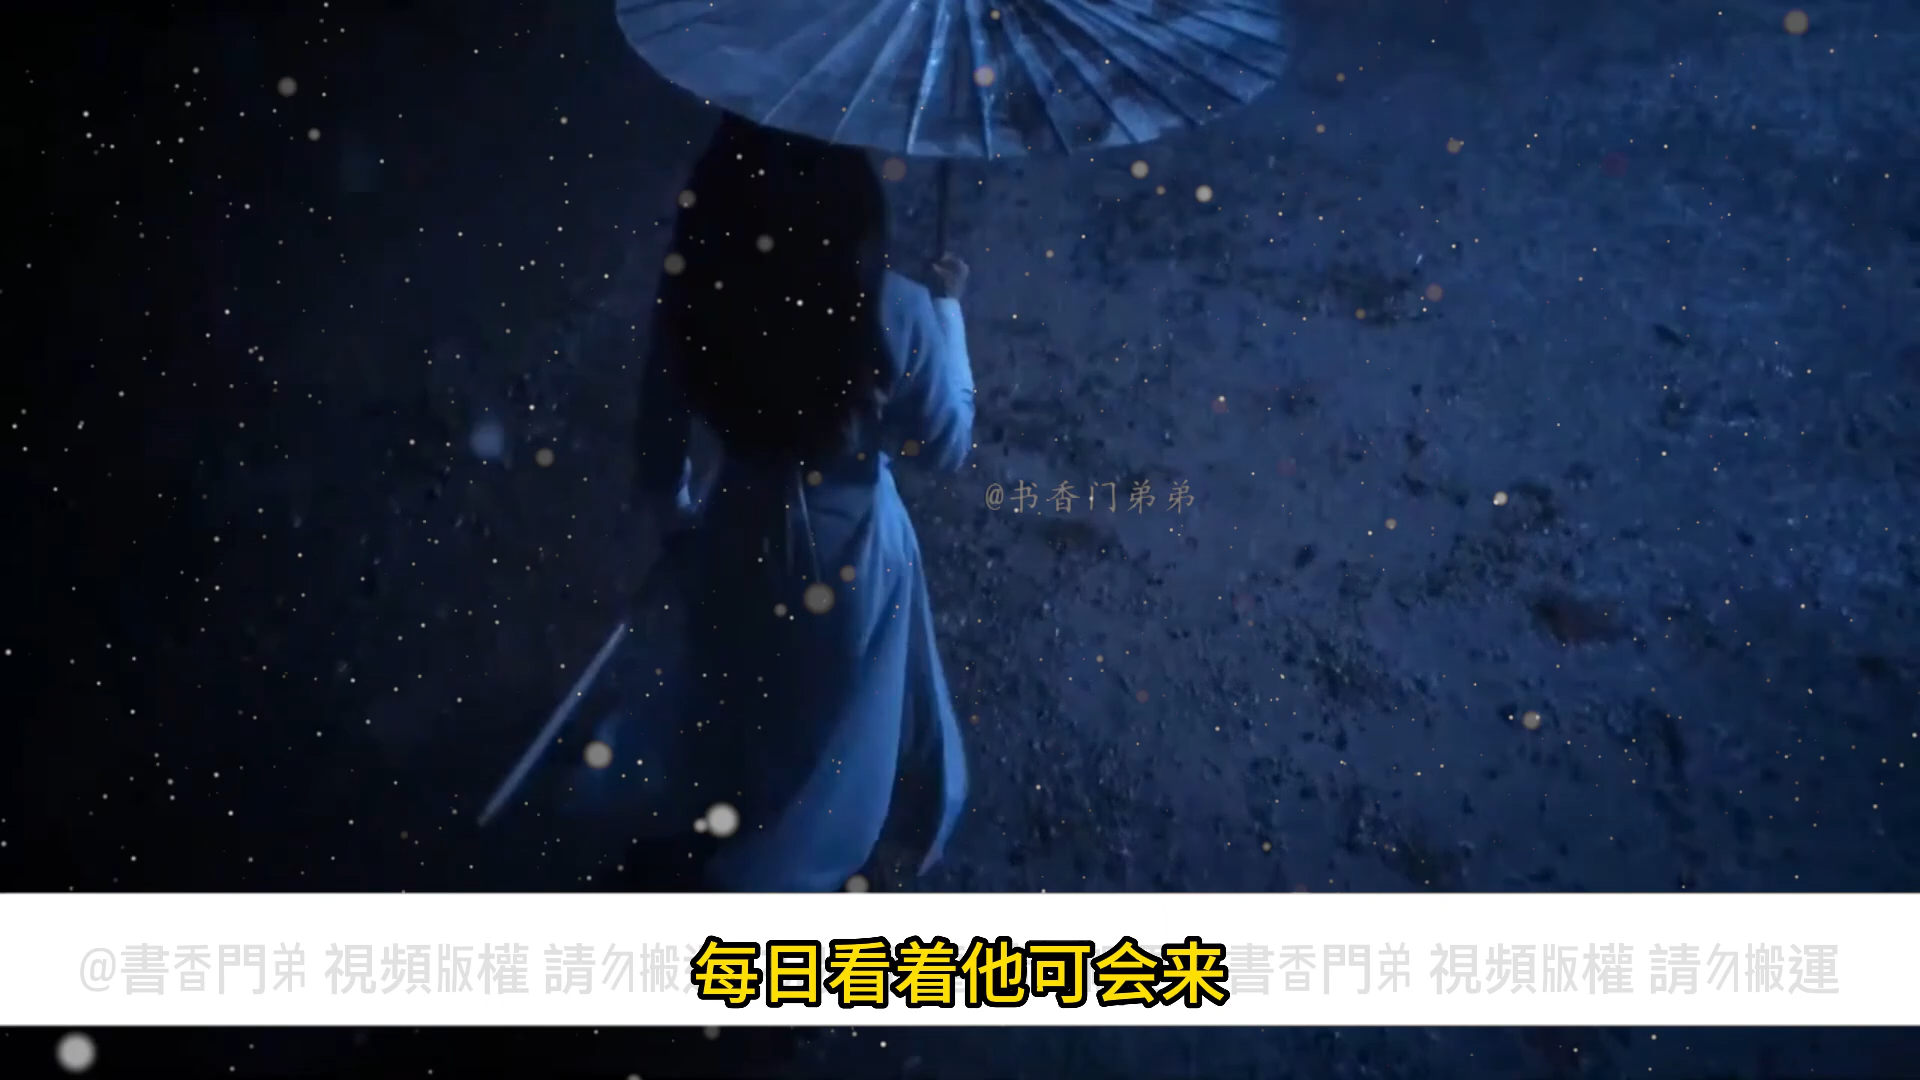 @书香门弟弟
@書香門弟 視頻版權 請勿搬運 @書香門弟 視頻版權 請勿搬運
每日看着他可会来